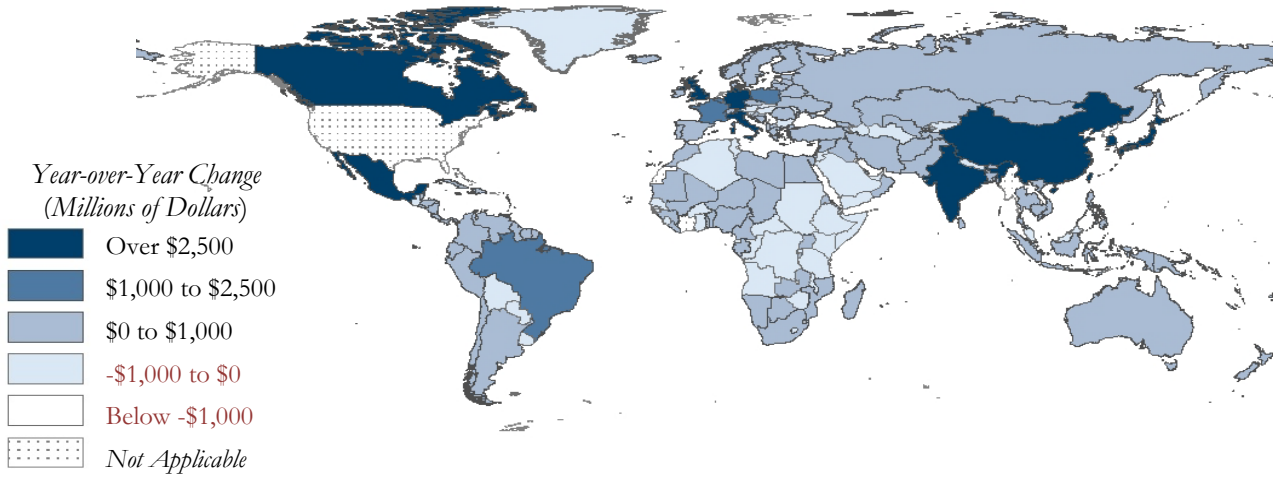 Year-over-Year Change
(Millions of Dollars)
Over $2,500
$1,000 to $2,500
$0 to $1,000
-$1,000 to $0
Below -$1,000
Not Applicable